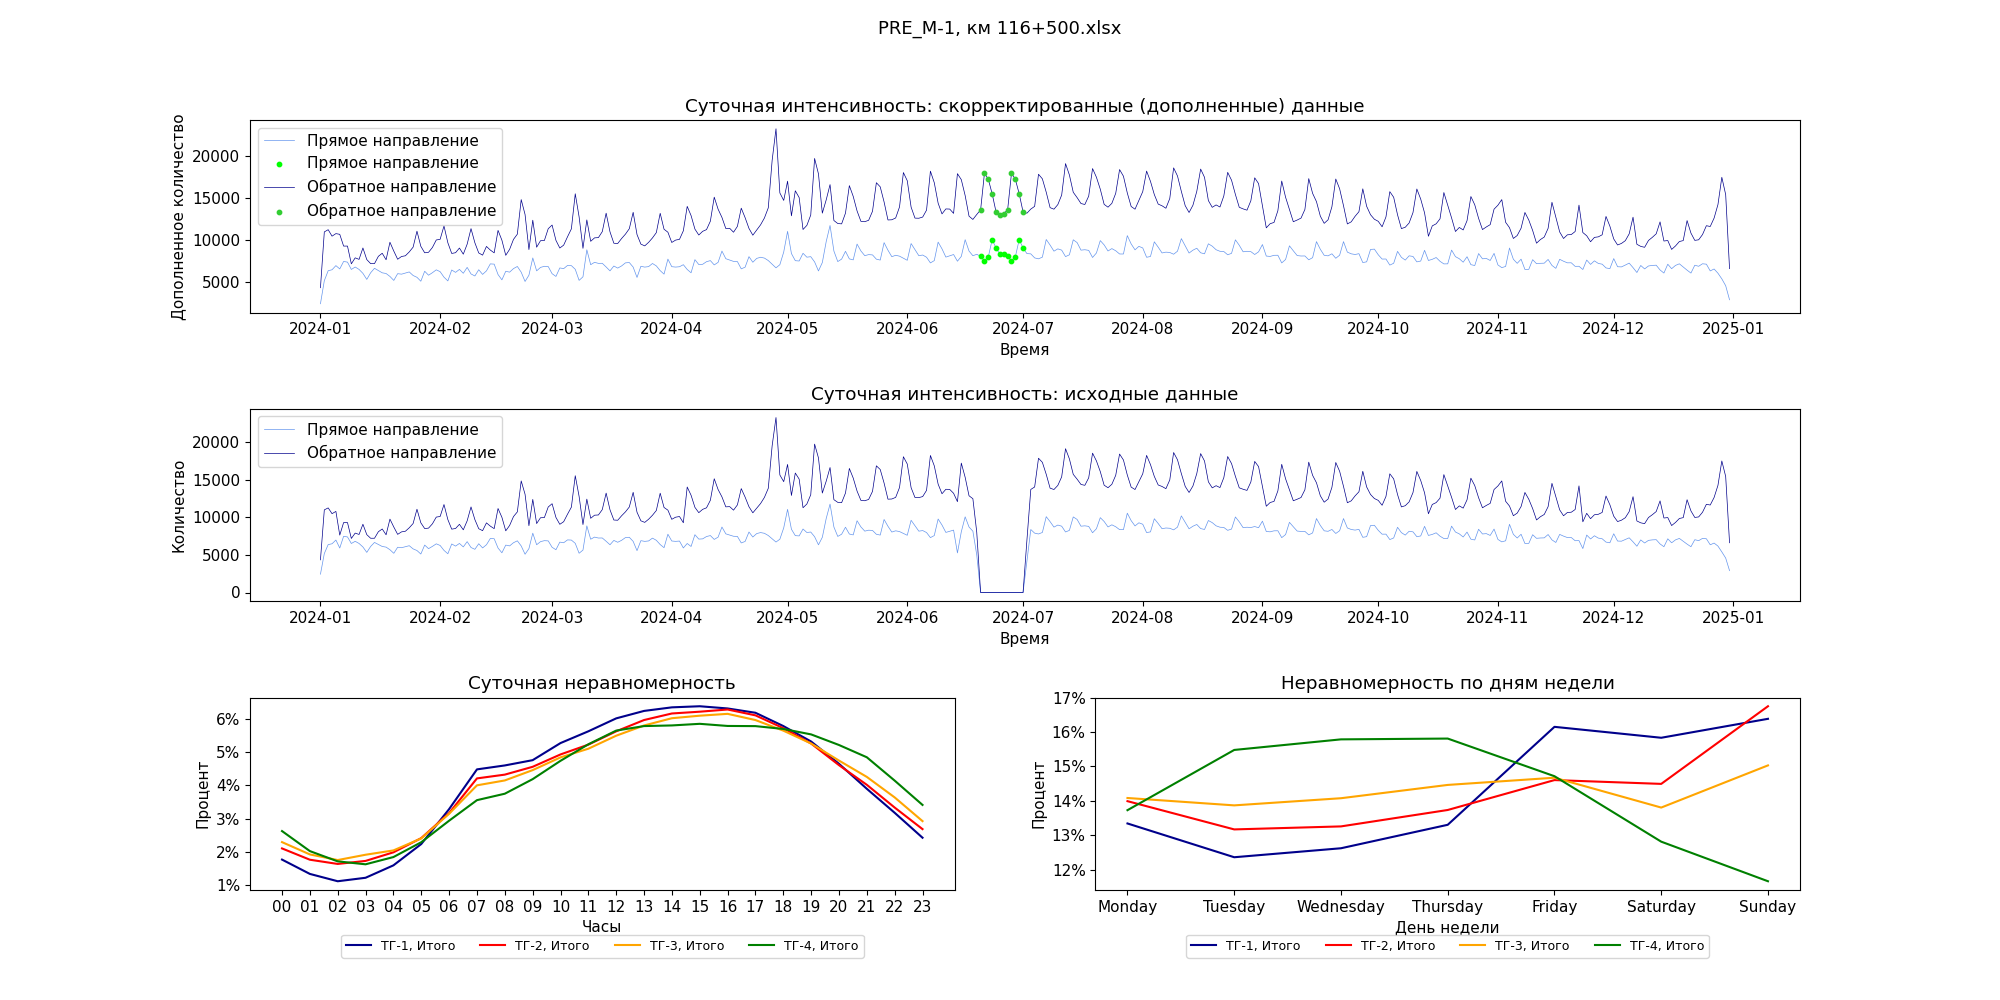 PRE_M-1, км 116+500.xlsx
Суточная интенсивность: скорректированные (дополненные) данные
Дополненное количество
20000
15000
10000
5000
Прямое направление
Прямое направление
Обратное направление
Обратное направление
2024-01 2024-02 2024-03 2024-04 2024-05 2024-06 2024-07 2024-08 2024-09 2024-10 2024-11 2024-12 2025-01
Время
Суточная интенсивность: исходные данные
Количество
20000
15000
10000
5000
0
Прямое направление
Обратное направление
2024-01 2024-02 2024-03 2024-04 2024-05 2024-06 2024-07 2024-08 2024-09 2024-10 2024-11 2024-12 2025-01
Время
Суточная неравномерность
Процент
6%
5%
4%
3%
2%
1%
00 01 02 03 04 05 06 07 08 09 10 11 12 13 14 15 16 17 18 19 20 21 22 23
Часы
ТГ-1, Итого ТГ-2, Итого ТГ-3, Итого ТГ-4, Итого
Неравномерность по дням недели
Процент
17%
16%
15%
14%
13%
12%
Monday Tuesday Wednesday Thursday Friday Saturday Sunday
День недели
ТГ-1, Итого ТГ-2, Итого ТГ-3, Итого ТГ-4, Итого